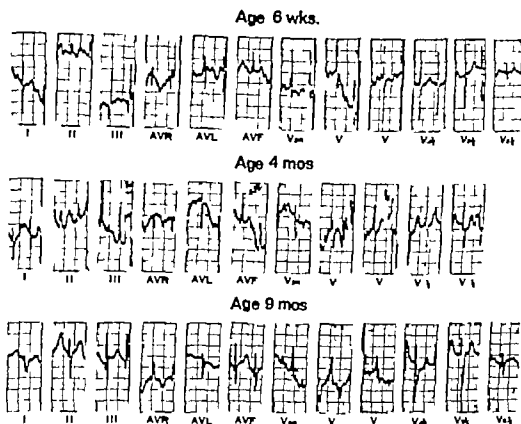 Age 6 wks.
I II III AVR AVL AVF V V
Age 4 mos
I II III AVR AVL AVF V V
Age 9 mos
I II III AVR AVL AVF V V